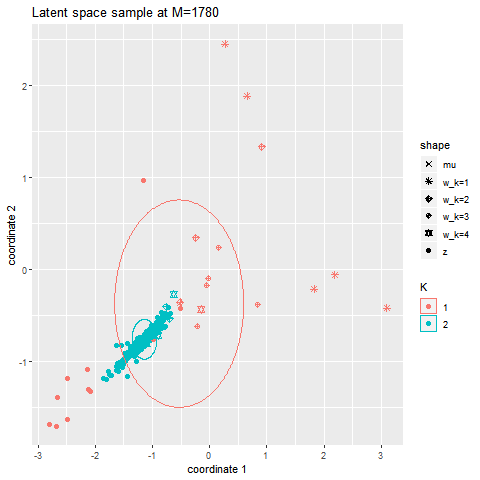 Latent space sample at M=1780
coordinate 2
2
1
0
-1
-3
-2
-1
0
1
2
3
coordinate 1
shape
mu
w_k=1
w_k=2
w_k=3
w_k=4
z
K
1
2